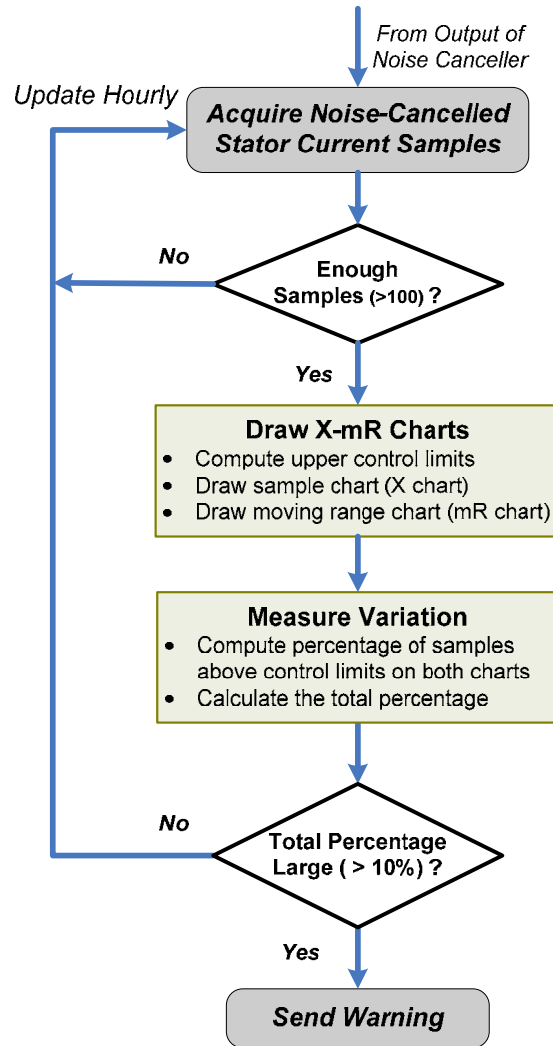 From Output of
Noise Canceller
Update Hourly
Acquire Noise-Cancelled
Stator Current Samples
No
Enough
Samples (>100) ?
Yes
Draw X-mR Charts
• Compute upper control limits
• Draw sample chart (X chart)
• Draw moving range chart (mR chart)
Measure Variation
• Compute percentage of samples
above control limits on both charts
• Calculate the total percentage
No
Total Percentage
Large ( > 10%) ?
Yes
Send Warning